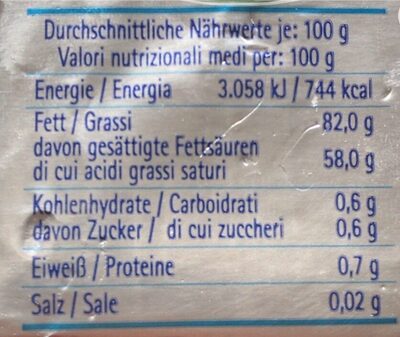 Durchschnittliche Nährwerte je: 100 g
Valori nutrizionali medi per: 100 g
Energie / Energia 3.058 kJ / 744 kcal
Fett / Grassi 82,0 g
davon gesättigte Fettsäuren
di cui acidi grassi saturi 58,0 g
Kohlenhydrate / Carboidrati 0,6 g
davon Zucker / di cui zuccheri 0,6 g
Eiweiß / Proteine 0,7 g
Salz / Sale 0,02 g